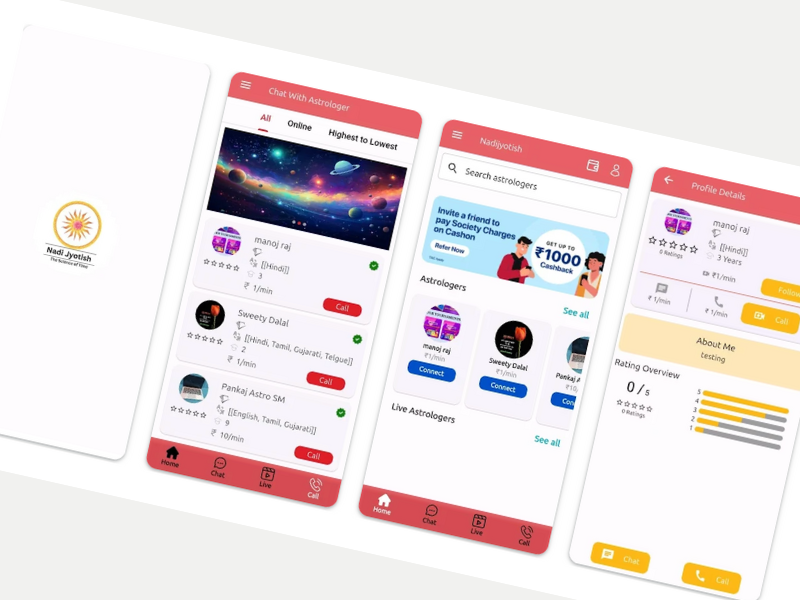 Nadi Jyotish
The Science of Time
Chat With Astrologer
All
Online
Highest to Lowest
manoj raj
[[Hindi]]
3
₹ 1/min
Call
Sweety Dalal
[[Hindi, Tamil, Gujarati, Telgue]]
2
₹ 1/min
Call
Pankaj Astro SM
[[English, Tamil, Gujarati]]
9
₹ 10/min
Call
Home
Chat
Live
Call
Nadijyotish
Search astrologers
Invite a friend to
pay Society Charges
on Cashon
Refer Now
GET UP TO
₹1000
Cashback
Astrologers
See all
manoj raj
₹1/min
Connect
Sweety Dalal
₹1/min
Connect
Pankaj A
Con
Live Astrologers
See all
Home
Chat
Live
Call
Profile Details
manoj raj
[[Hindi]]
3 Years
0 Ratings
₹1/min
Follow
₹ 1/min
₹ 1/min
Call
About Me
testing
Rating Overview
0 / 5
0 Ratings
5
4
3
2
1
Chat
Call